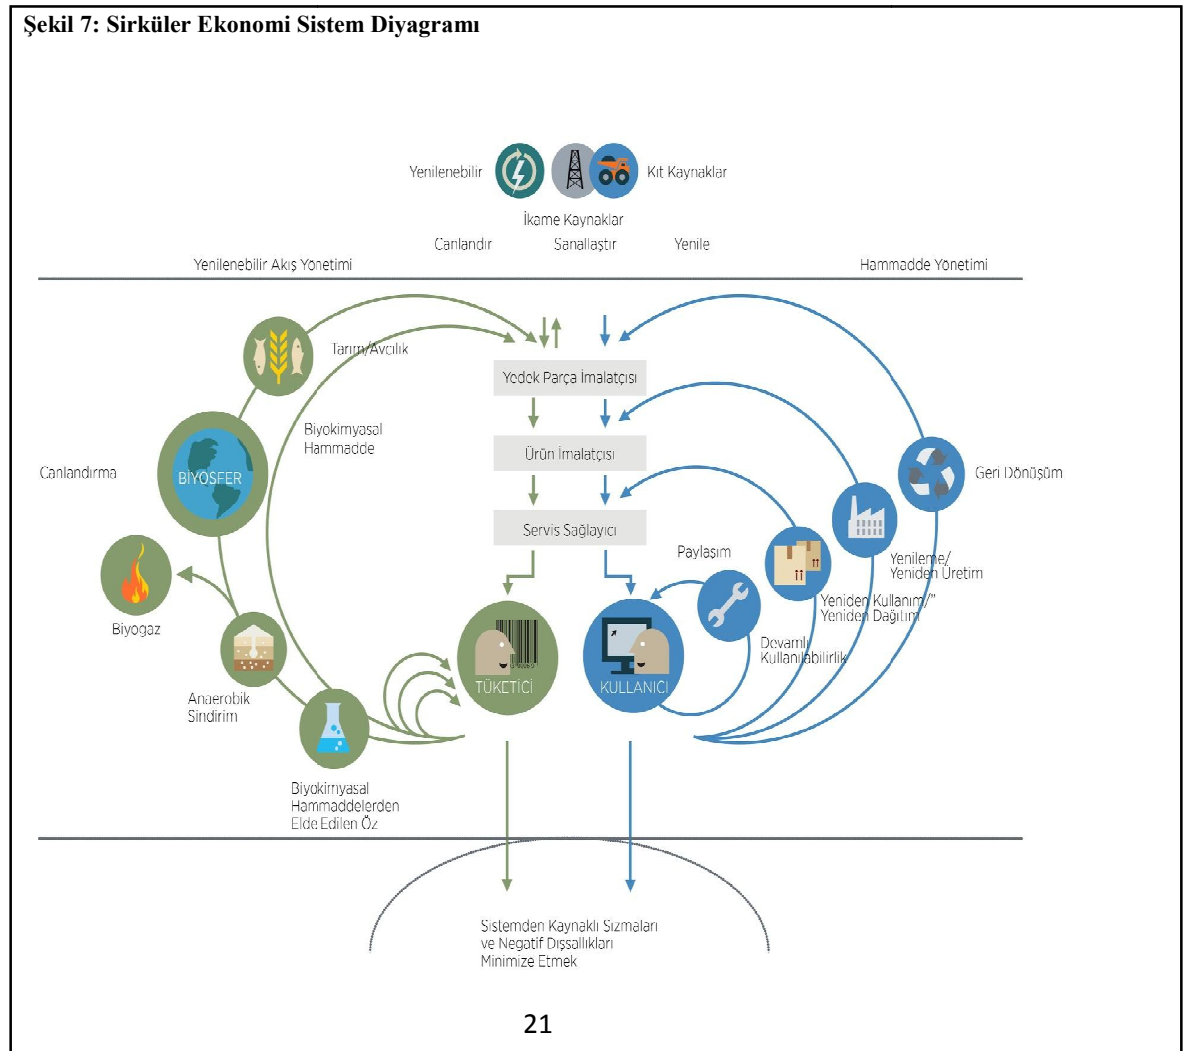 Şekil 7: Sirküler Ekonomi Sistem Diyagramı
Yenilenebilir
Kıt Kaynaklar
İkame Kaynaklar
Canlandır Sanallaştır Yenile
Yenilenebilir Akış Yönetimi
Hammadde Yönetimi
Tarım/Avcılık
Yedek Parça İmalatçısı
Biyokimyasal
Hammadde
Ürün İmalatçısı
Canlandırma
BİYOSFER
Geri Dönüşüm
Servis Sağlayıcı
Paylaşım
Yenileme/
Yeniden Üretim
Yeniden Kullanım/"
Yeniden Dağıtım
Biyogaz
Devamlı
Kullanılabilirlik
TÜKETİCİ
KULLANICI
Anaerobik
Sindirim
Biyokimyasal
Hammaddelerden
Elde Edilen Öz
Sistemden Kaynaklı Sızmaları
ve Negatif Dışsallıkları
Minimize Etmek
21